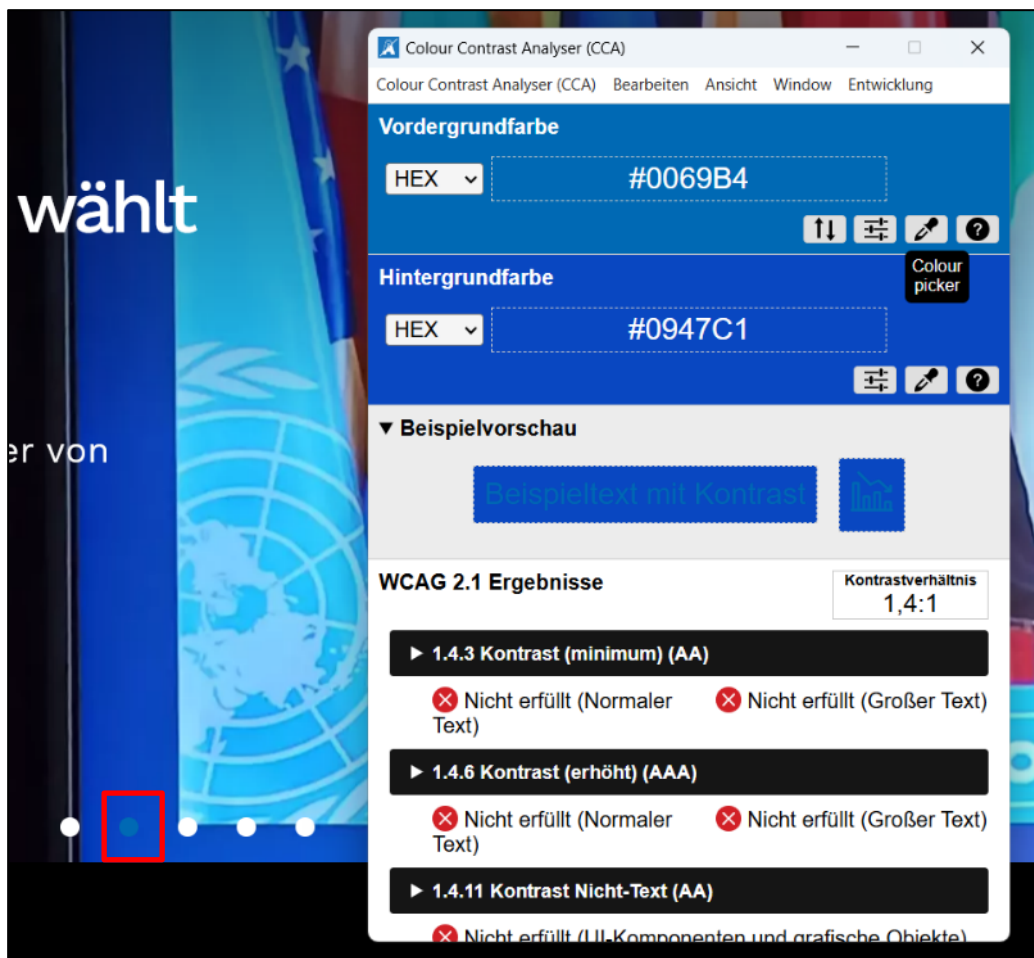 wählt
er von
Colour Contrast Analyser (CCA)
Colour Contrast Analyser (CCA) Bearbeiten Ansicht Window Entwicklung
Vordergrundfarbe
HEX #0069B4
Colour
picker
Hintergrundfarbe
HEX #0947C1
▼ Beispielvorschau
Beispieltext mit Kontrast
WCAG 2.1 Ergebnisse
Kontrastverhältnis
1,4:1
▶ 1.4.3 Kontrast (minimum) (AA)
Nicht erfüllt (Normaler
Text)
Nicht erfüllt (Großer Text)
▶ 1.4.6 Kontrast (erhöht) (AAA)
Nicht erfüllt (Normaler
Text)
Nicht erfüllt (Großer Text)
▶ 1.4.11 Kontrast Nicht-Text (AA)
Nicht erfüllt (UI-Komponenten und grafische Objekte)